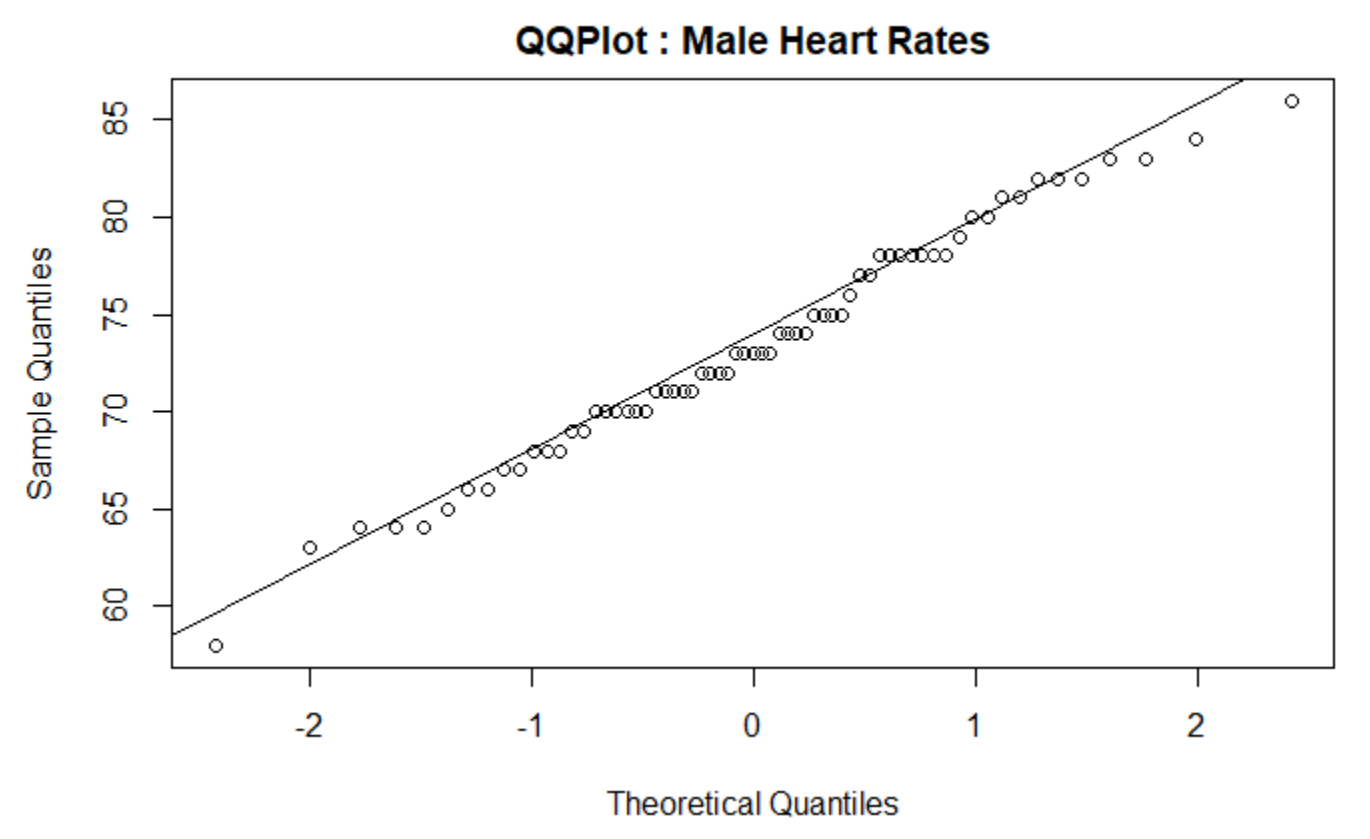 QQPlot : Male Heart Rates
Sample Quantiles
85
80
75
70
65
60
-2 -1 0 1 2
Theoretical Quantiles